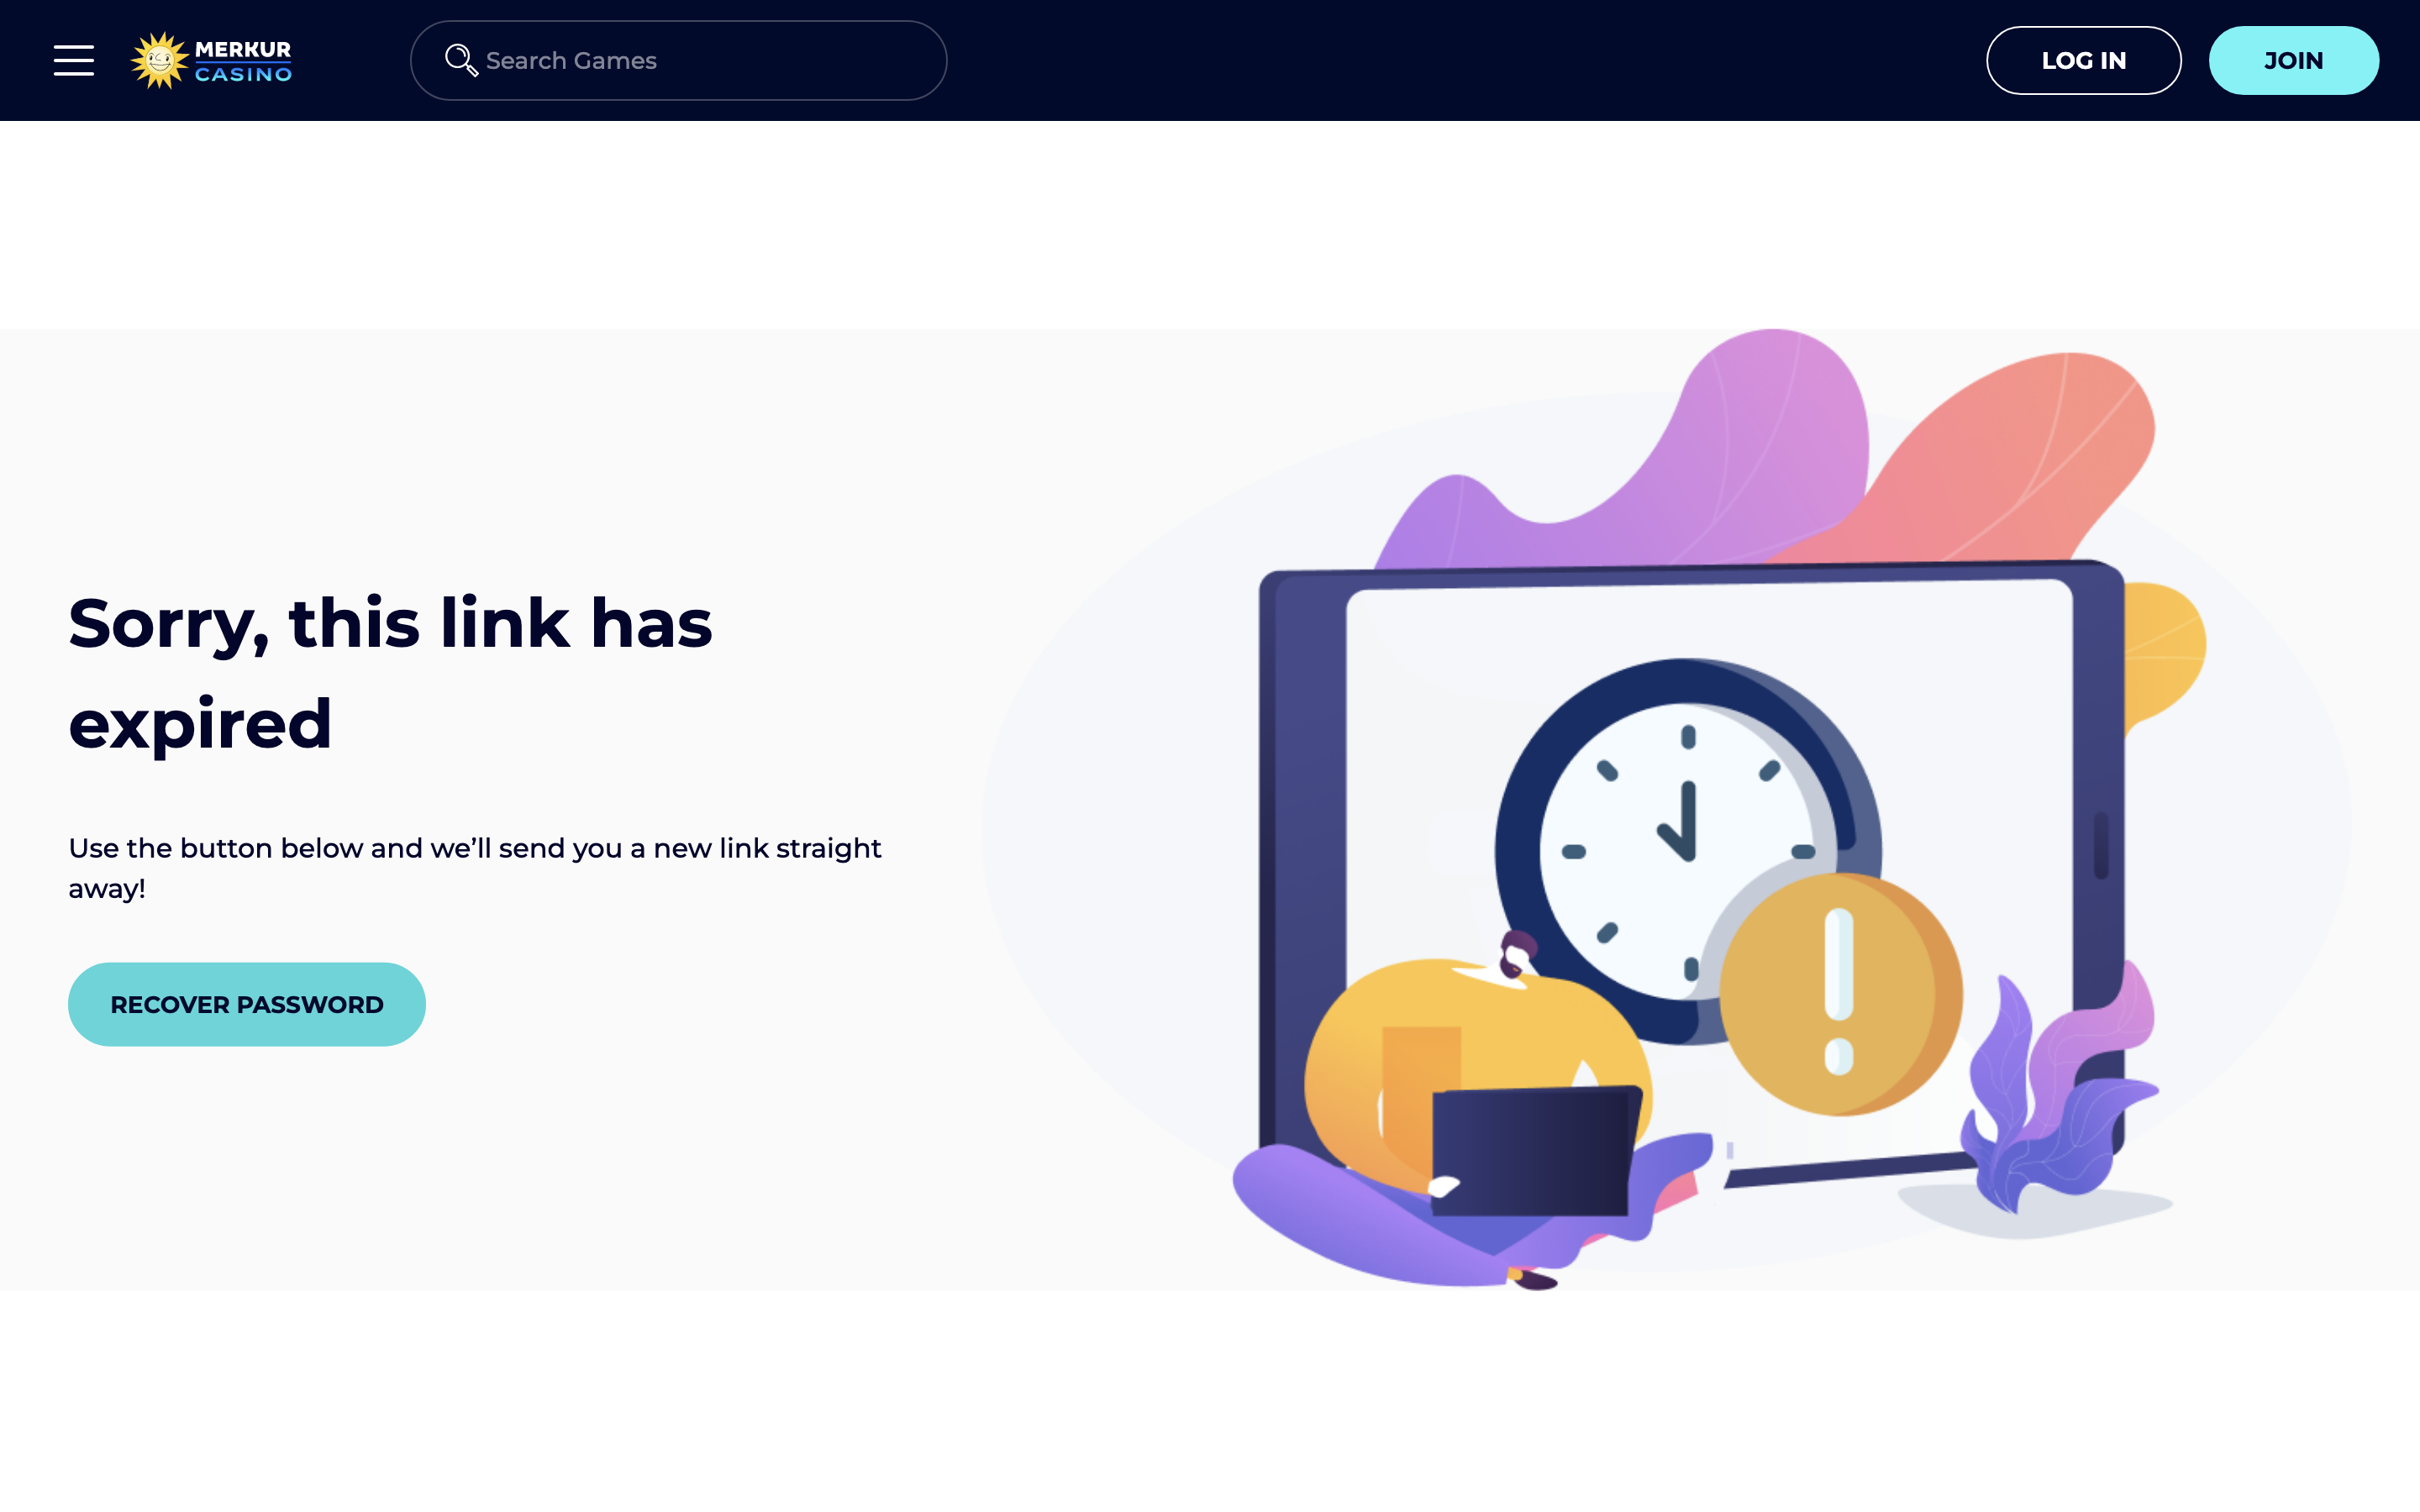 MERKUR
CASINO
Search Games
LOG IN
JOIN
Sorry, this link has
expired
Use the button below and we’ll send you a new link straight
away!
RECOVER PASSWORD